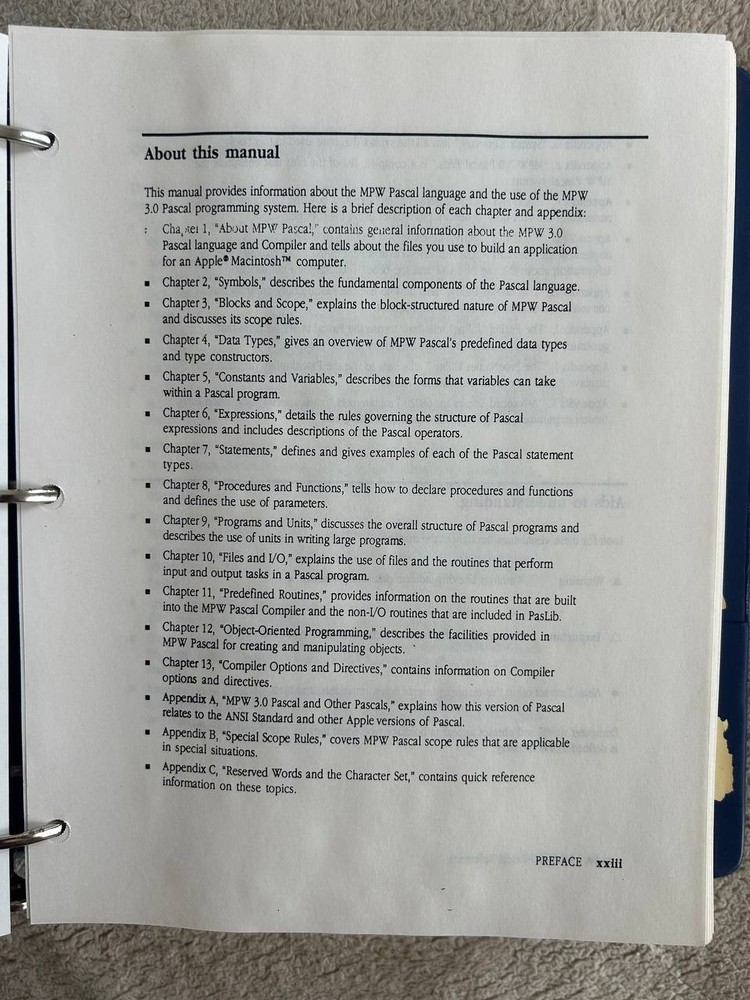 About this manual
This manual provides information about the MPW Pascal language and the use of the MPW
3.0 Pascal programming system. Here is a brief description of each chapter and appendix:
Chapter 1, "About MPW Pascal," contains general information about the MPW 3.0
Pascal language and Compiler and tells about the files you use to build an application
for an Apple® Macintosh™ computer.
■ Chapter 2, "Symbols," describes the fundamental components of the Pascal language.
■ Chapter 3, "Blocks and Scope," explains the block-structured nature of MPW Pascal
and discusses its scope rules.
■ Chapter 4, "Data Types," gives an overview of MPW Pascal's predefined data types
and type constructors.
■ Chapter 5, "Constants and Variables," describes the forms that variables can take
within a Pascal program.
■ Chapter 6, "Expressions," details the rules governing the structure of Pascal
expressions and includes descriptions of the Pascal operators.
■ Chapter 7, "Statements," defines and gives examples of each of the Pascal statement
types.
■ Chapter 8, "Procedures and Functions," tells how to declare procedures and functions
and defines the use of parameters.
■ Chapter 9, "Programs and Units," discusses the overall structure of Pascal programs and
describes the use of units in writing large programs.
■ Chapter 10, "Files and I/O," explains the use of files and the routines that perform
input and output tasks in a Pascal program.
■ Chapter 11, "Predefined Routines," provides information on the routines that are built
into the MPW Pascal Compiler and the non-I/O routines that are included in PasLib.
■ Chapter 12, "Object-Oriented Programming," describes the facilities provided in
MPW Pascal for creating and manipulating objects.
■ Chapter 13, "Compiler Options and Directives," contains information on Compiler
options and directives.
■ Appendix A, "MPW 3.0 Pascal and Other Pascals," explains how this version of Pascal
relates to the ANSI Standard and other Apple versions of Pascal.
■ Appendix B, "Special Scope Rules," covers MPW Pascal scope rules that are applicable
in special situations.
■ Appendix C, "Reserved Words and the Character Set," contains quick reference
information on these topics.
PREFACE xxiii